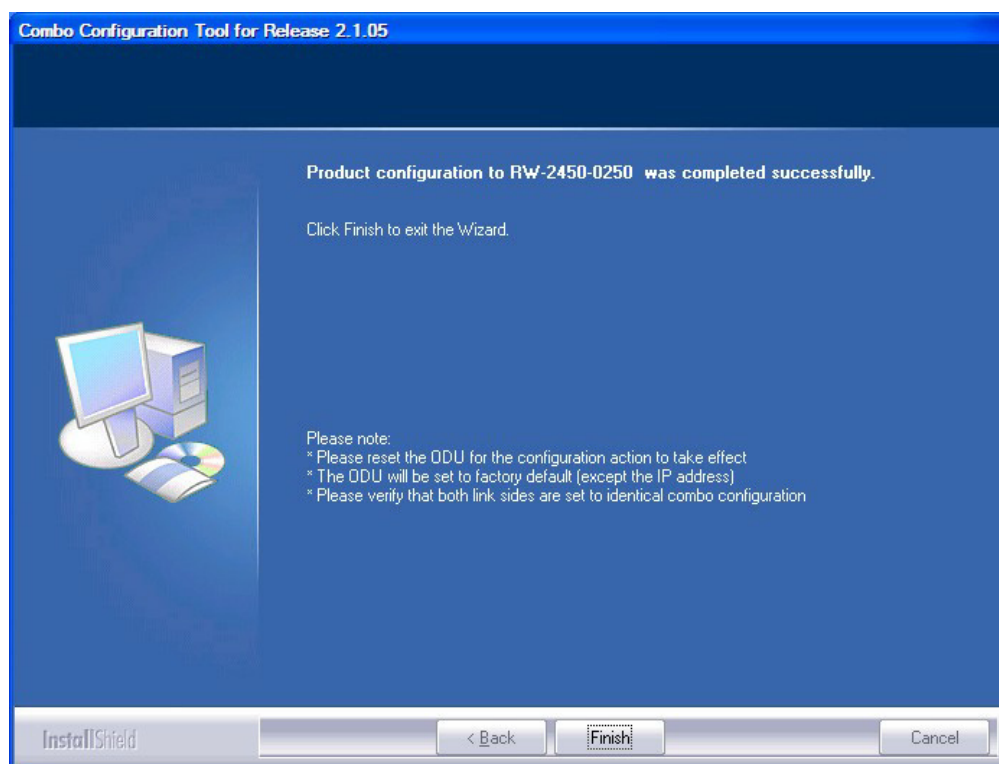 Combo Configuration Tool for Release 2.1.05
Product configuration to RW-2450-0250 was completed successfully.
Click Finish to exit the Wizard.
Please note:
* Please reset the ODU for the configuration action to take effect
* The ODU will be set to factory default (except the IP address)
* Please verify that both link sides are set to identical combo configuration
InstallShield
< Back
Finish
Cancel